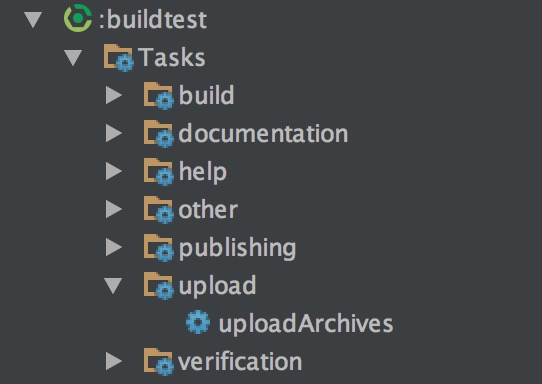 :buildtest
Tasks
build
documentation
help
other
publishing
upload
uploadArchives
verification